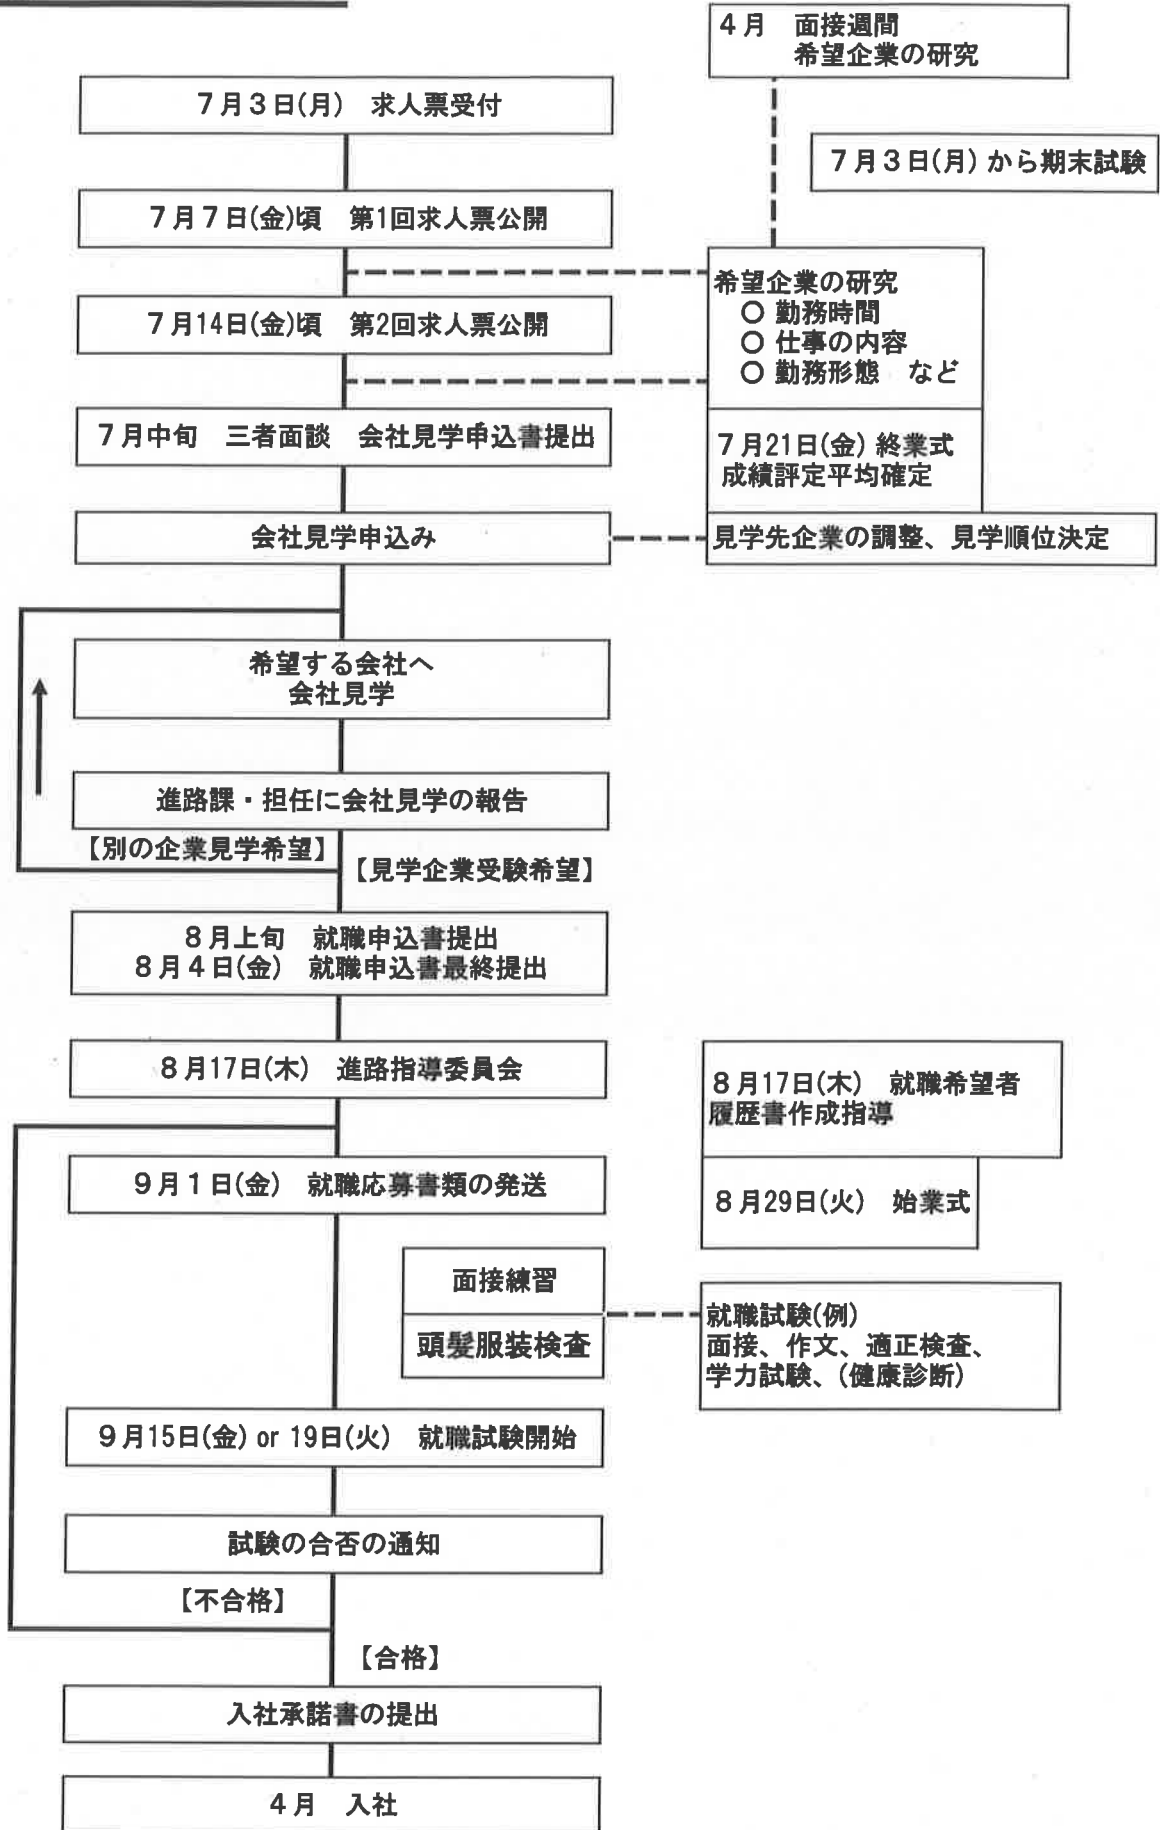 4月　面接週間
希望企業の研究
7月3日(月)　求人票受付
7月3日(月)から期末試験
7月7日(金)頃　第1回求人票公開
希望企業の研究
○ 勤務時間
○ 仕事の内容
○ 勤務形態　など
7月14日(金)頃　第2回求人票公開
7月中旬　三者面談　会社見学申込書提出
7月21日(金)終業式
成績評定平均確定
会社見学申込み
見学先企業の調整、見学順位決定
希望する会社へ
会社見学
進路課・担任に会社見学の報告
【別の企業見学希望】
【見学企業受験希望】
8月上旬　就職申込書提出
8月4日(金)　就職申込書最終提出
8月17日(木)　進路指導委員会
8月17日(木)　就職希望者
履歴書作成指導
9月1日(金)　就職応募書類の発送
8月29日(火)　始業式
面接練習
頭髪服装検査
就職試験(例)
面接、作文、適正検査、
学力試験、(健康診断)
9月15日(金) or 19日(火)　就職試験開始
試験の合否の通知
【不合格】
【合格】
入社承諾書の提出
4月　入社